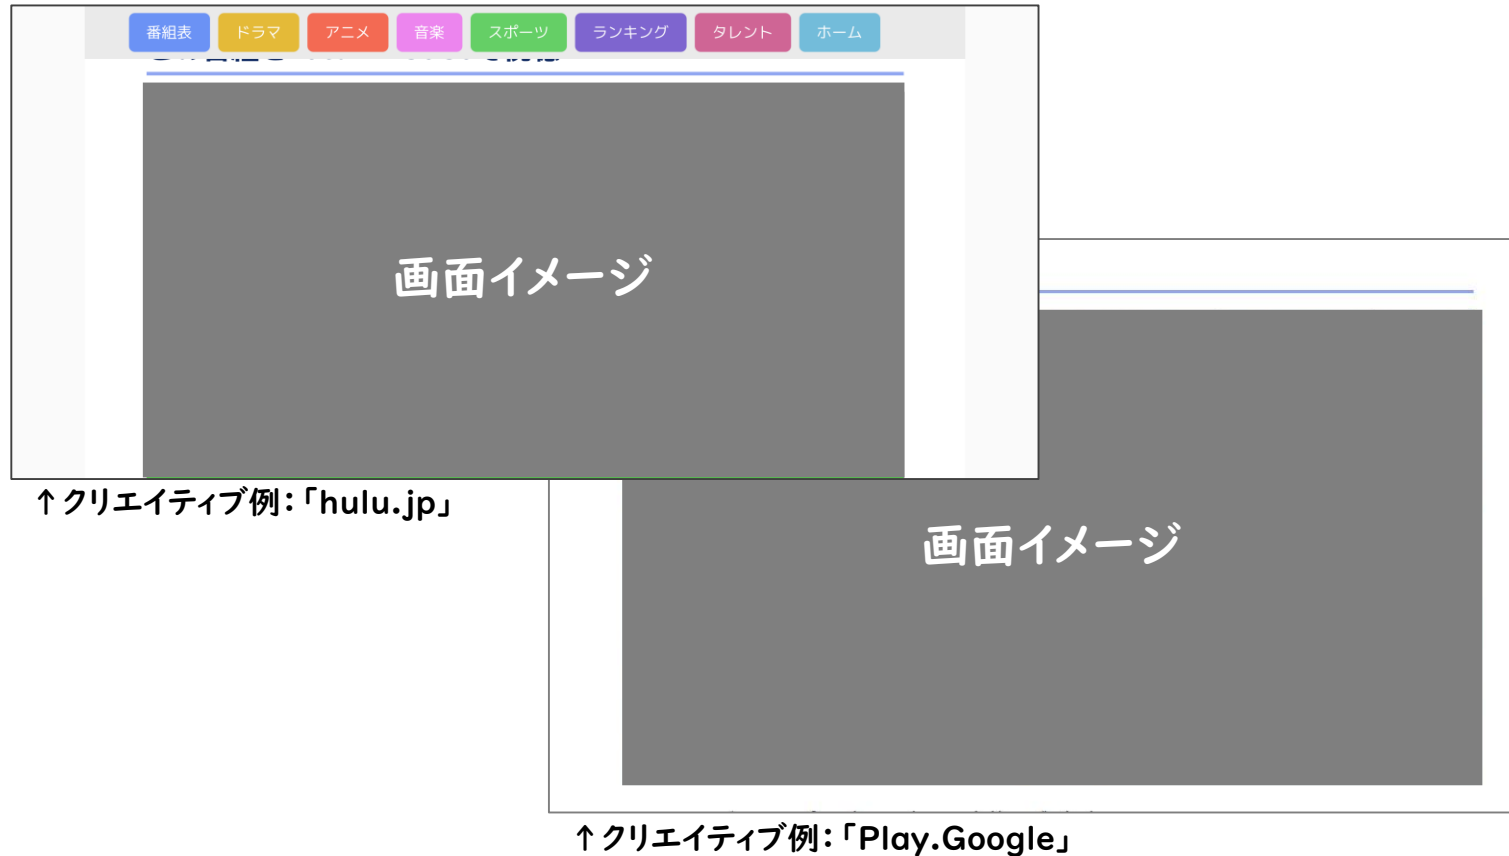 番組表 ドラマ アニメ 音楽 スポーツ ランキング タレント ホーム
画面イメージ
↑クリエイティブ例：「hulu.jp」
画面イメージ
↑クリエイティブ例：「Play.Google」